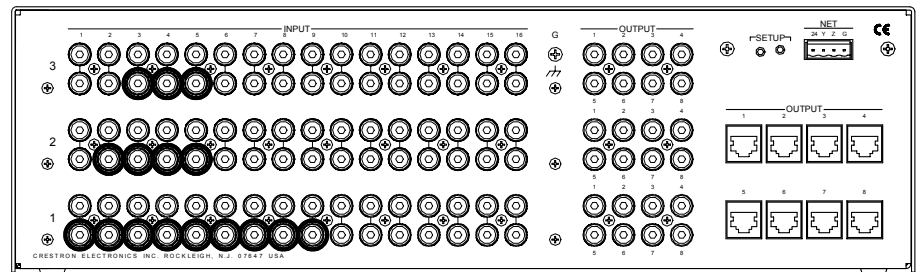 INPUT
1 2 3 4 5 6 7 8 9 10 11 12 13 14 15 16
G
OUTPUT
1 2 3 4
SETUP
NET
24 Y Z G
CE
3
5 6 7 8
OUTPUT
1 2 3 4
2
1 2 3 4
5 6 7 8
5 6 7 8
1
1 2 3 4
5 6 7 8
CRESTRON ELECTRONICS INC. ROCKLEIGH, N.J. 07647 USA